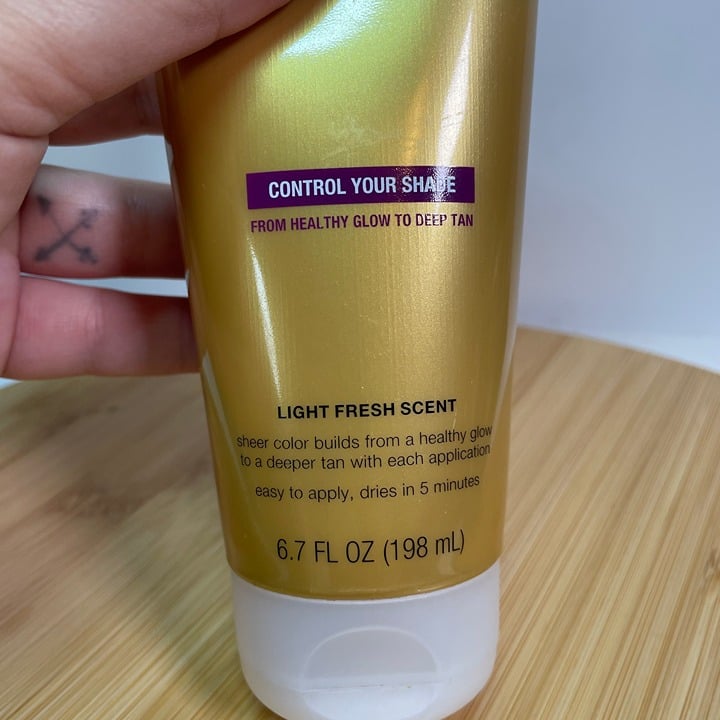 CONTROL YOUR SHADE
FROM HEALTHY GLOW TO DEEP TAN
LIGHT FRESH SCENT
sheer color builds from a healthy glow
to a deeper tan with each application
easy to apply, dries in 5 minutes
6.7 FL OZ (198 mL)